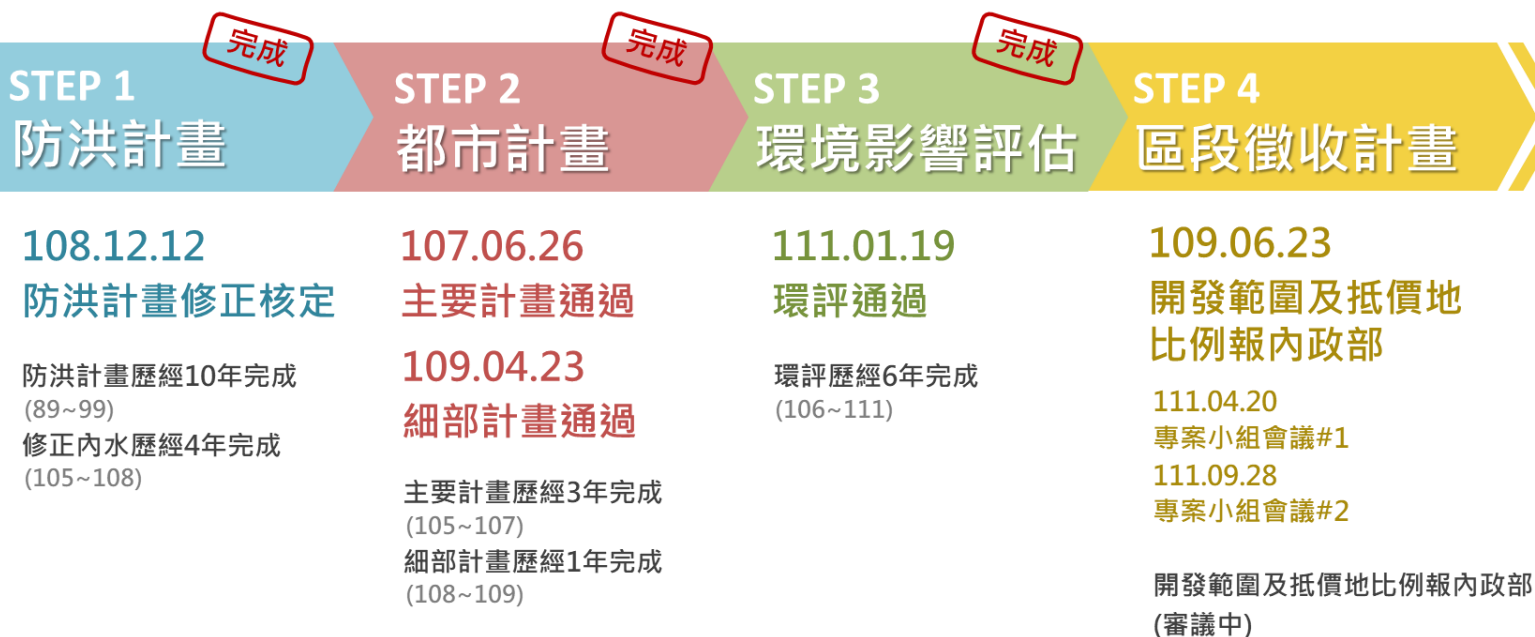 完成
STEP 1
防洪計畫
108.12.12
防洪計畫修正核定
防洪計畫歷經10年完成
(89~99)
修正內水歷經4年完成
(105~108)
完成
STEP 2
都市計畫
107.06.26
主要計畫通過
109.04.23
細部計畫通過
主要計畫歷經3年完成
(105~107)
細部計畫歷經1年完成
(108~109)
完成
STEP 3
環境影響評估
111.01.19
環評通過
環評歷經6年完成
(106~111)
STEP 4
區段徵收計畫
109.06.23
開發範圍及抵價地
比例報內政部
111.04.20
專案小組會議#1
111.09.28
專案小組會議#2
開發範圍及抵價地比例報內政部
(審議中)